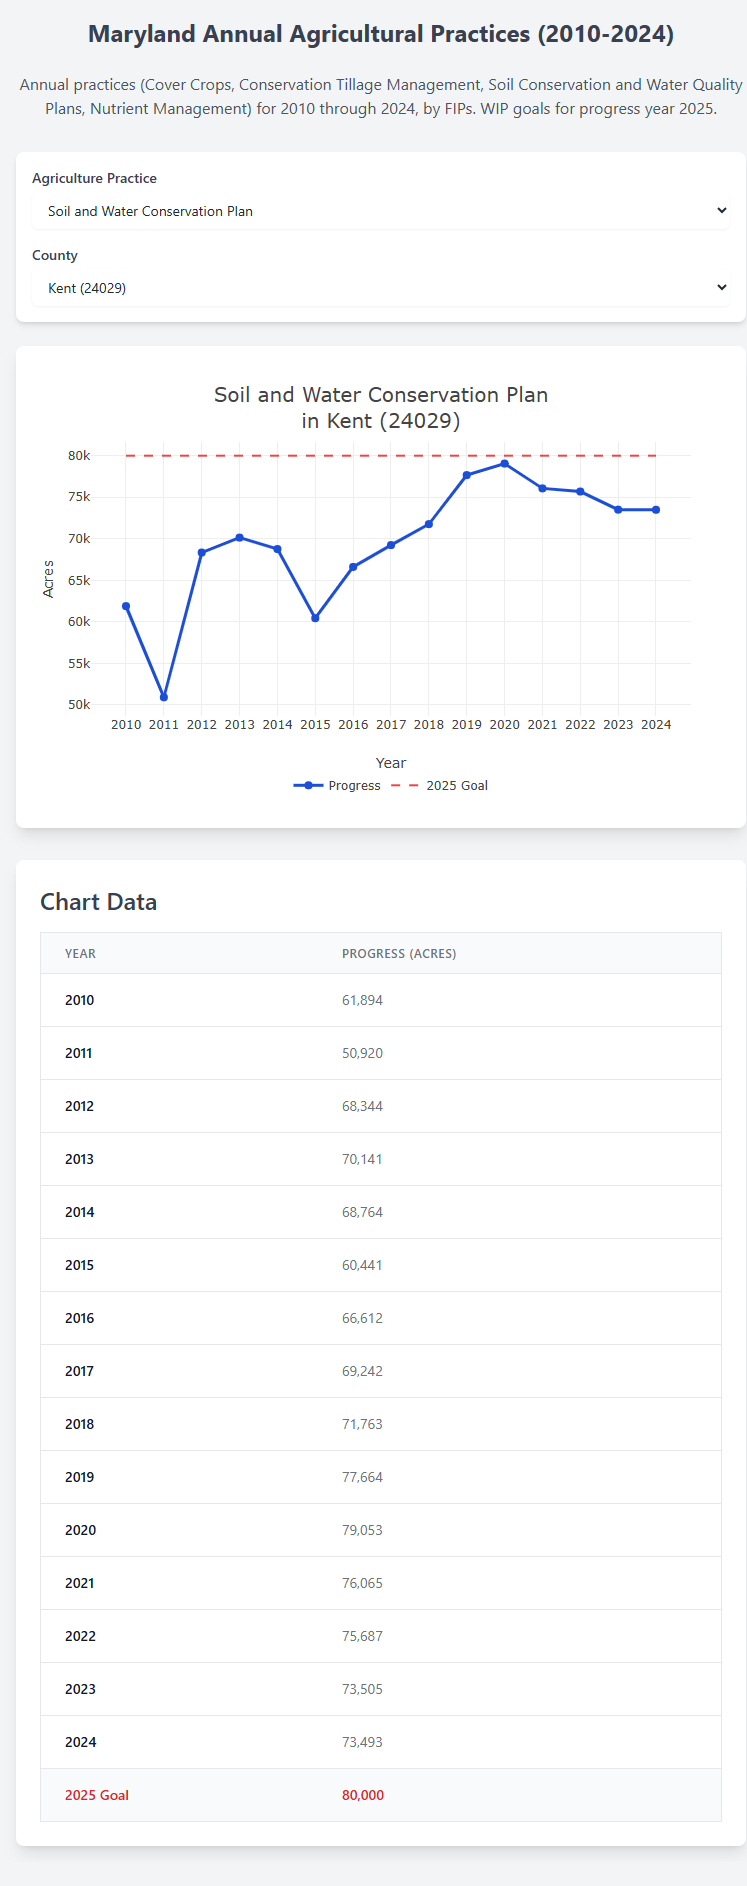 Maryland Annual Agricultural Practices (2010-2024)
Annual practices (Cover Crops, Conservation Tillage Management, Soil Conservation and Water Quality
Plans, Nutrient Management) for 2010 through 2024, by FIPs. WIP goals for progress year 2025.
Agriculture Practice
Soil and Water Conservation Plan
County
Kent (24029)
Soil and Water Conservation Plan
in Kent (24029)
80k
75k
70k
65k
60k
55k
50k
Acres
2010 2011 2012 2013 2014 2015 2016 2017 2018 2019 2020 2021 2022 2023 2024
Year
Progress 2025 Goal
Chart Data
YEAR PROGRESS (ACRES)
2010 61,894
2011 50,920
2012 68,344
2013 70,141
2014 68,764
2015 60,441
2016 66,612
2017 69,242
2018 71,763
2019 77,664
2020 79,053
2021 76,065
2022 75,687
2023 73,505
2024 73,493
2025 Goal 80,000